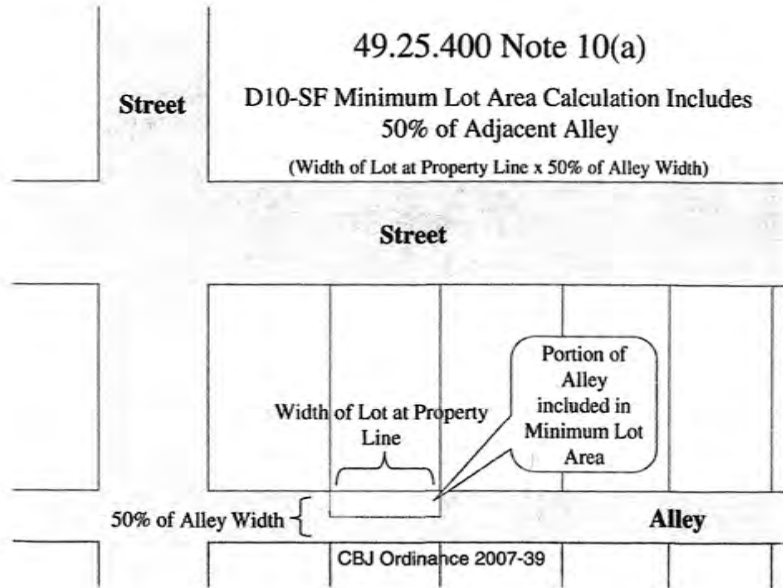 49.25.400 Note 10(a)
Street
D10-SF Minimum Lot Area Calculation Includes
50% of Adjacent Alley
(Width of Lot at Property Line x 50% of Alley Width)
Street
Portion of
Alley
included in
Minimum Lot
Area
Width of Lot at Property
Line
50% of Alley Width
Alley
CBJ Ordinance 2007-39